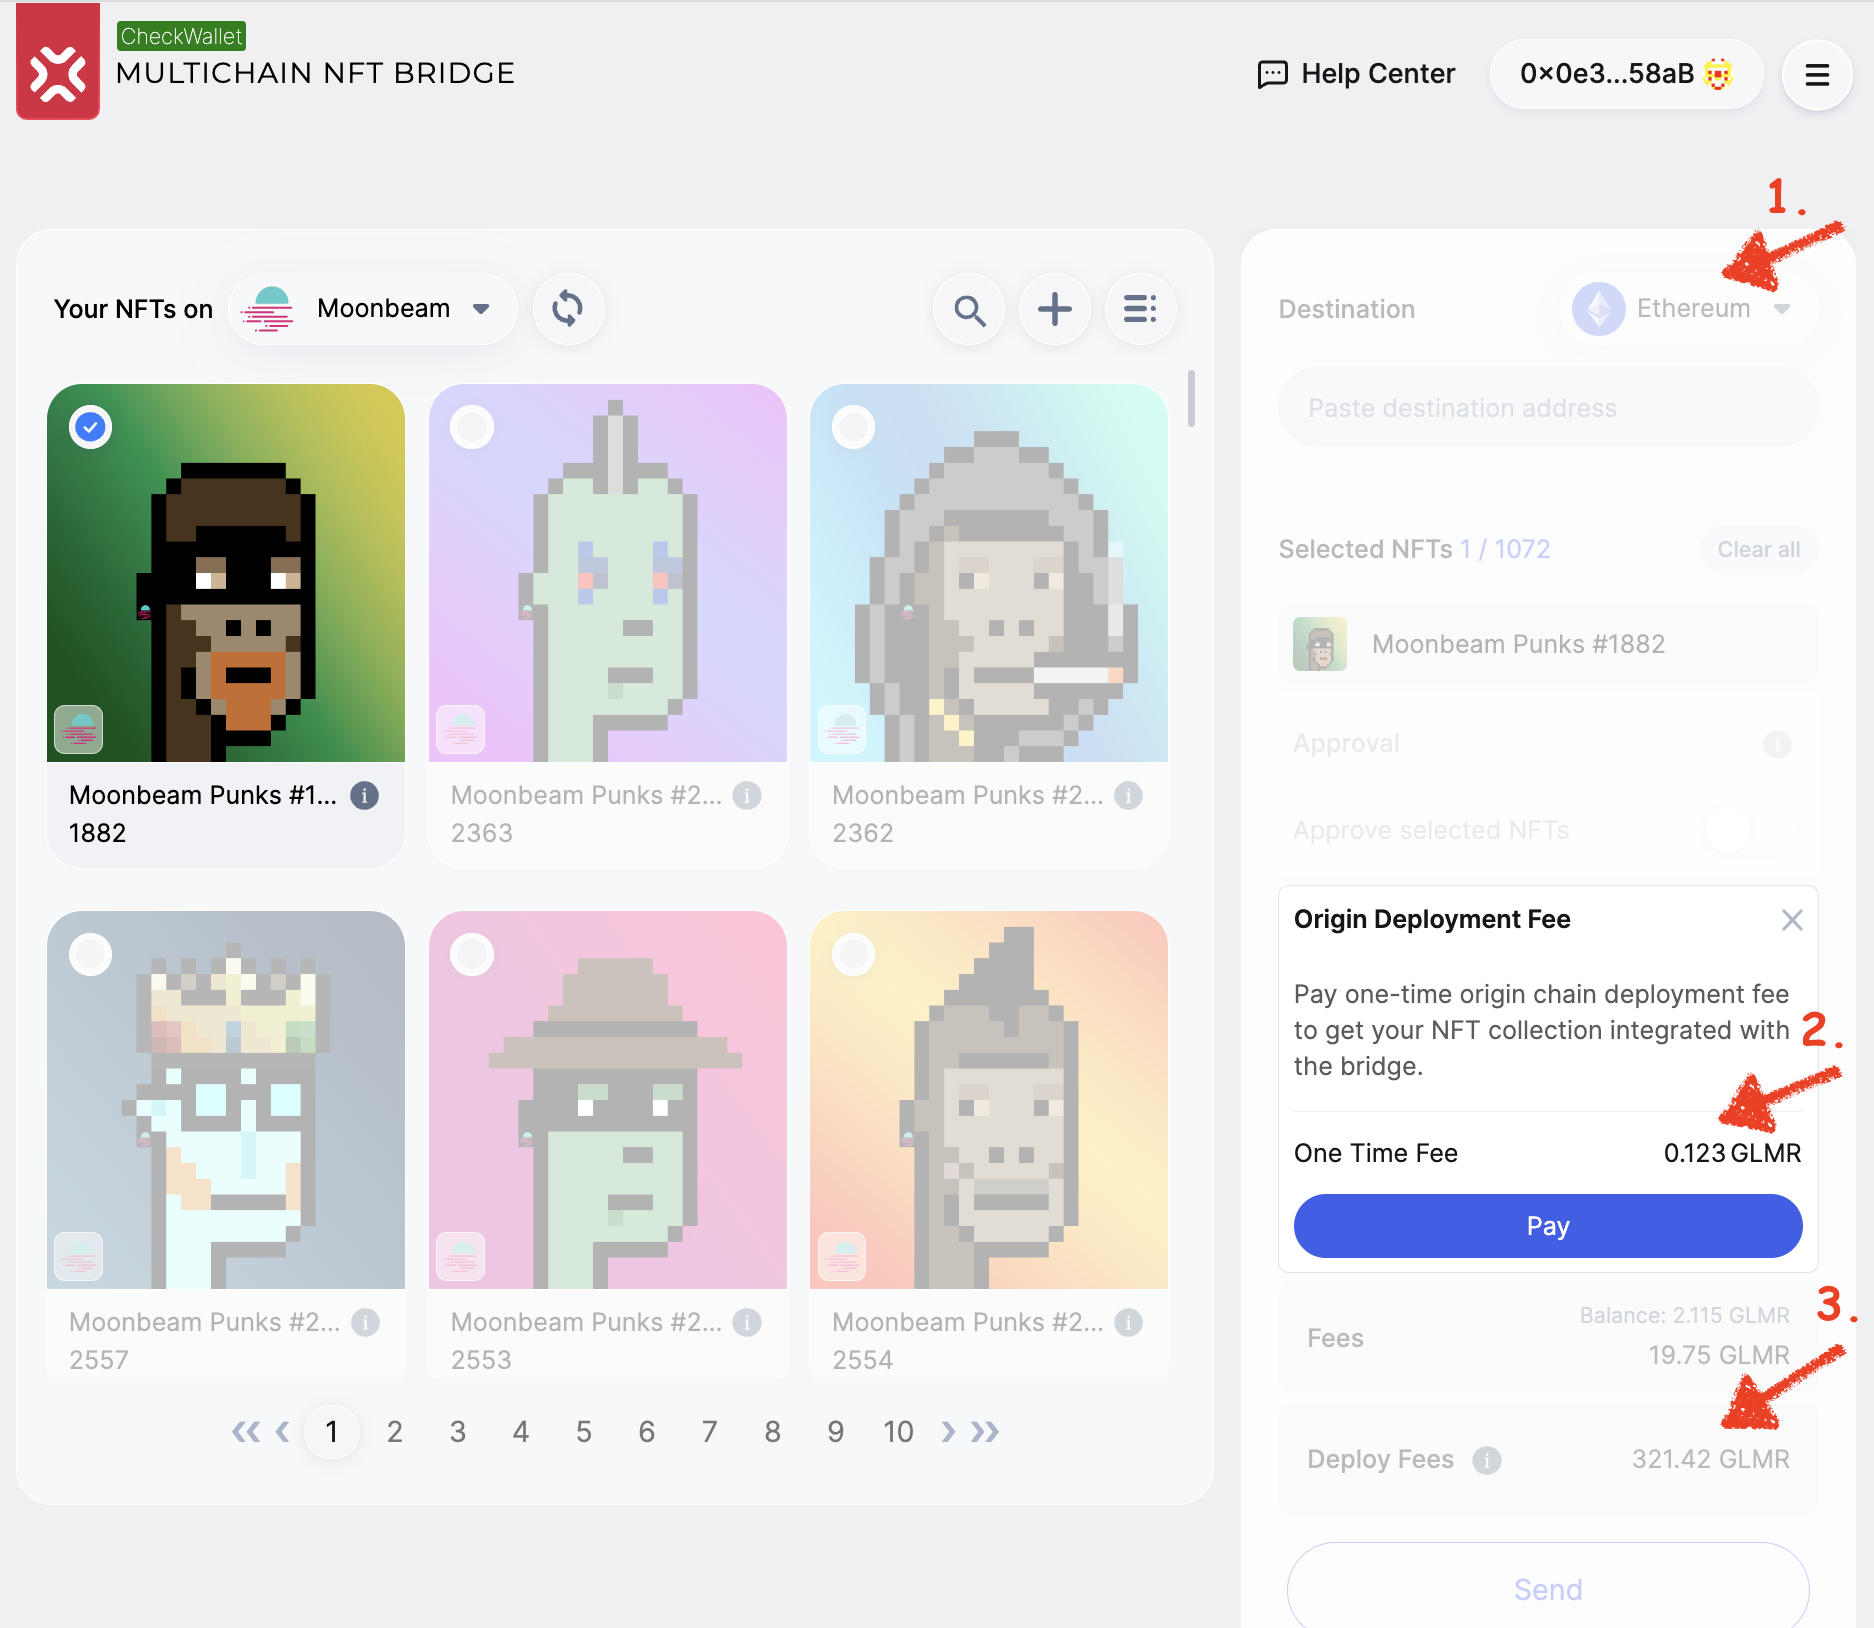 CheckWallet
MULTICHAIN NFT BRIDGE
Help Center
0x0e3...58aB
1.
Your NFTs on
Moonbeam
Destination
Ethereum
Paste destination address
Selected NFTs 1 / 1072
Clear all
Moonbeam Punks #1882
Approval
Approve selected NFTs
Moonbeam Punks #1...
1882
Moonbeam Punks #2...
2363
Moonbeam Punks #2...
2362
Origin Deployment Fee
Pay one-time origin chain deployment fee
to get your NFT collection integrated with
the bridge.
2.
One Time Fee
0.123 GLMR
Pay
Moonbeam Punks #2...
2557
Moonbeam Punks #2...
2553
Moonbeam Punks #2...
2554
3.
Fees
Balance: 2.115 GLMR
19.75 GLMR
Deploy Fees
321.42 GLMR
Send
« ‹ 1 2 3 4 5 6 7 8 9 10 › »